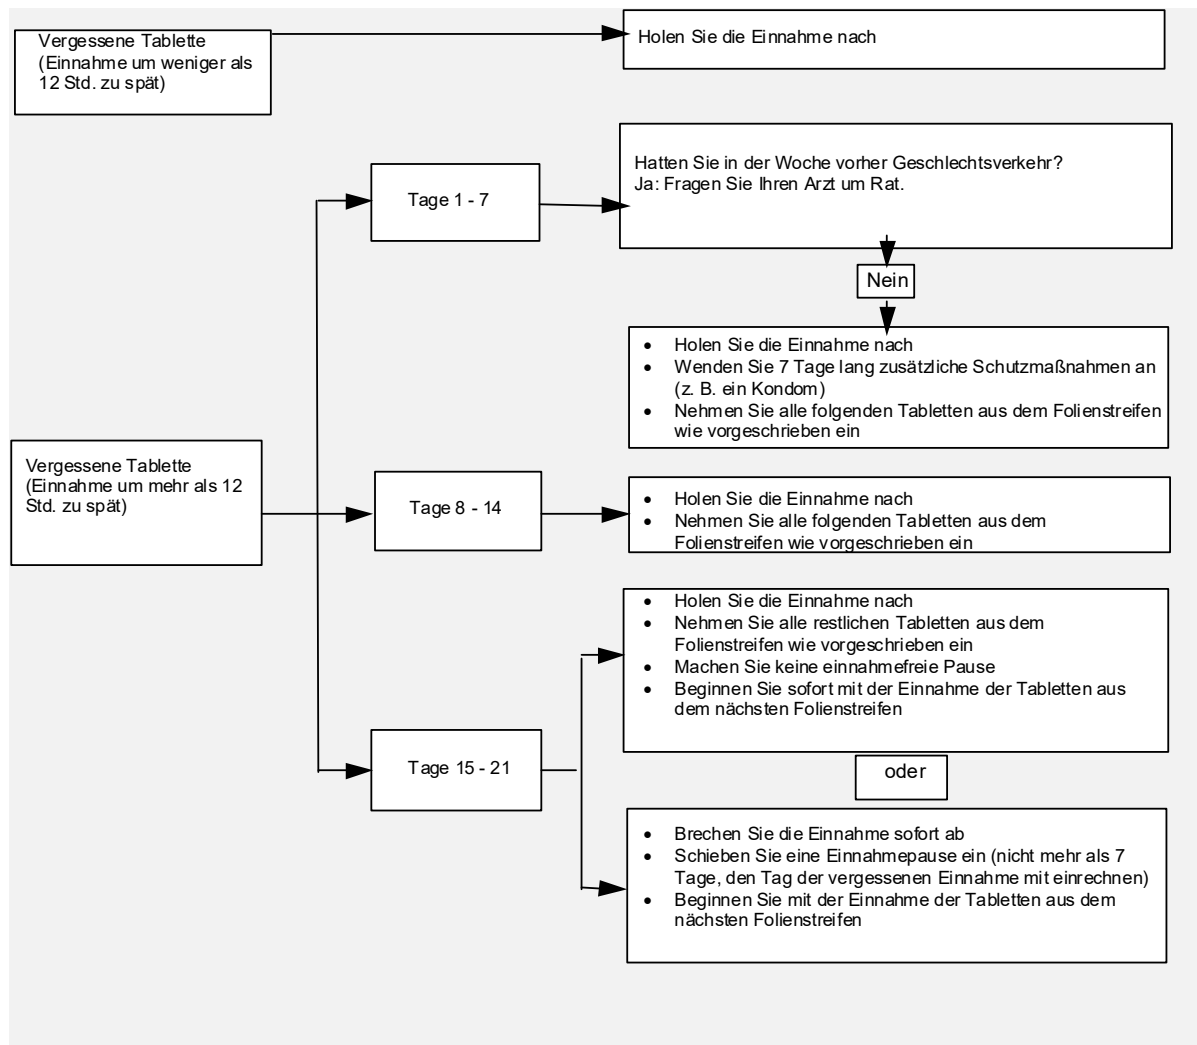 Vergessene Tablette
(Einnahme um weniger als
12 Std. zu spät)
Holen Sie die Einnahme nach
Tage 1 - 7
Hatten Sie in der Woche vorher Geschlechtsverkehr?
Ja: Fragen Sie Ihren Arzt um Rat.
Nein
• Holen Sie die Einnahme nach
• Wenden Sie 7 Tage lang zusätzliche Schutzmaßnahmen an
(z. B. ein Kondom)
• Nehmen Sie alle folgenden Tabletten aus dem Folienstreifen
wie vorgeschrieben ein
Vergessene Tablette
(Einnahme um mehr als 12
Std. zu spät)
Tage 8 - 14
• Holen Sie die Einnahme nach
• Nehmen Sie alle folgenden Tabletten aus dem
Folienstreifen wie vorgeschrieben ein
Tage 15 - 21
• Holen Sie die Einnahme nach
• Nehmen Sie alle restlichen Tabletten aus dem
Folienstreifen wie vorgeschrieben ein
• Machen Sie keine einnahmefreie Pause
• Beginnen Sie sofort mit der Einnahme der Tabletten aus
dem nächsten Folienstreifen
oder
• Brechen Sie die Einnahme sofort ab
• Schieben Sie eine Einnahmepause ein (nicht mehr als 7
Tage, den Tag der vergessenen Einnahme mit einrechnen)
• Beginnen Sie mit der Einnahme der Tabletten aus dem
nächsten Folienstreifen